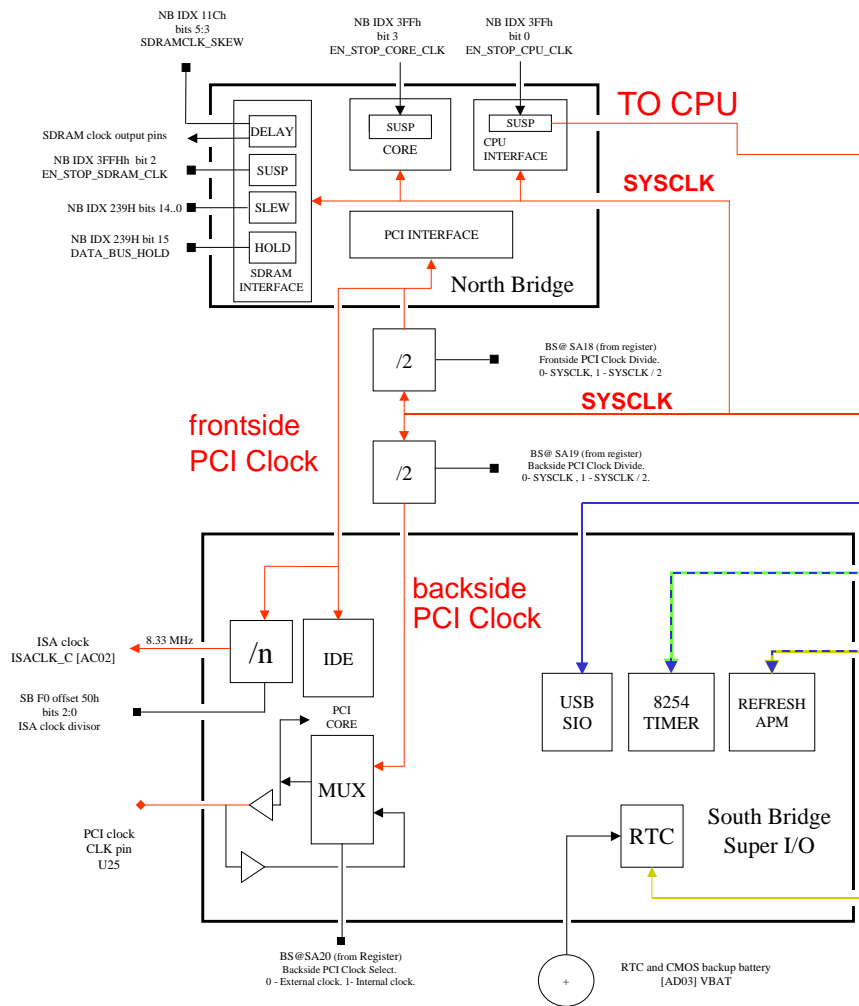 NB IDX 11Ch
bits 5:3
SDRAMCLK_SKEW
NB IDX 3FFh
bit 3
EN_STOP_CORE_CLK
NB IDX 3FFh
bit 0
EN_STOP_CPU_CLK
TO CPU
SDRAM clock output pins
NB IDX 3FFHh bit 2
EN_STOP_SDRAM_CLK
NB IDX 239H bits 14..0
NB IDX 239H bit 15
DATA_BUS_HOLD
DELAY
SUSP
SLEW
HOLD
SDRAM
INTERFACE
SUSP
CORE
SUSP
CPU
INTERFACE
SYSCLK
PCI INTERFACE
North Bridge
/2
BS@ SA18 (from register)
Frontside PCI Clock Divide.
0- SYSCLK, 1 - SYSCLK / 2
SYSCLK
frontside
PCI Clock
/2
BS@ SA19 (from register)
Backside PCI Clock Divide.
0- SYSCLK , 1 - SYSCLK / 2.
backside
PCI Clock
ISA clock
ISACLK_C [AC02]
8.33 MHz
/n
IDE
SB F0 offset 50h
bits 2:0
ISA clock divisor
PCI
CORE
MUX
USB
SIO
8254
TIMER
REFRESH
APM
PCI clock
CLK pin
U25
RTC
South Bridge
Super I/O
BS@SA20 (from Register)
Backside PCI Clock Select.
0 - External clock. 1- Internal clock.
+
RTC and CMOS backup battery
[AD03] VBAT